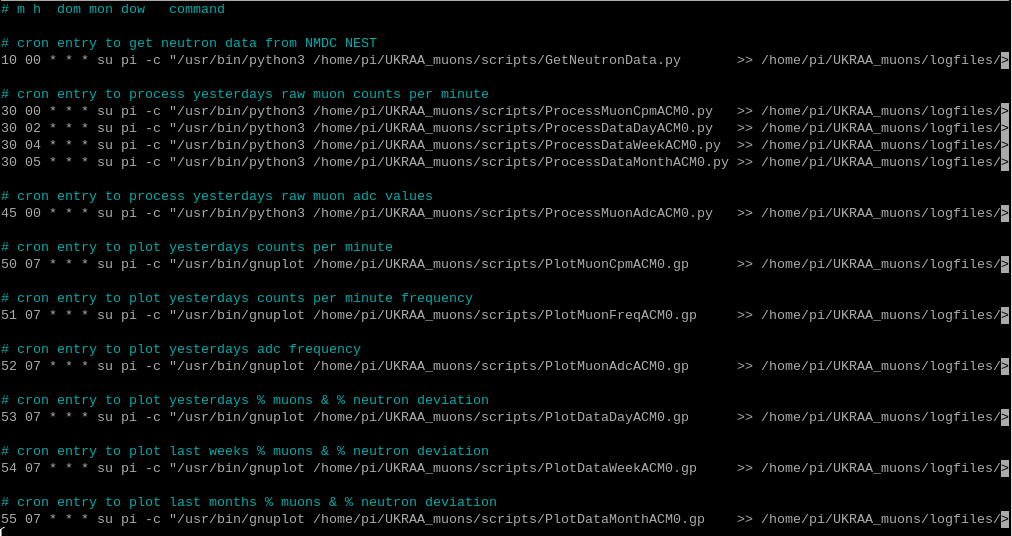 # m h  dom mon dow   command

# cron entry to get neutron data from NMDC NEST
10 00 * * * su pi -c "/usr/bin/python3 /home/pi/UKRAA_muons/scripts/GetNeutronData.py       >> /home/pi/UKRAA_muons/logfiles/>

# cron entry to process yesterdays raw muon counts per minute
30 00 * * * su pi -c "/usr/bin/python3 /home/pi/UKRAA_muons/scripts/ProcessMuonCpmACM0.py   >> /home/pi/UKRAA_muons/logfiles/>
30 02 * * * su pi -c "/usr/bin/python3 /home/pi/UKRAA_muons/scripts/ProcessDataDayACM0.py   >> /home/pi/UKRAA_muons/logfiles/>
30 04 * * * su pi -c "/usr/bin/python3 /home/pi/UKRAA_muons/scripts/ProcessDataWeekACM0.py  >> /home/pi/UKRAA_muons/logfiles/>
30 05 * * * su pi -c "/usr/bin/python3 /home/pi/UKRAA_muons/scripts/ProcessDataMonthACM0.py >> /home/pi/UKRAA_muons/logfiles/>

# cron entry to process yesterdays raw muon adc values
45 00 * * * su pi -c "/usr/bin/python3 /home/pi/UKRAA_muons/scripts/ProcessMuonAdcACM0.py   >> /home/pi/UKRAA_muons/logfiles/>

# cron entry to plot yesterdays counts per minute
50 07 * * * su pi -c "/usr/bin/gnuplot /home/pi/UKRAA_muons/scripts/PlotMuonCpmACM0.gp      >> /home/pi/UKRAA_muons/logfiles/>

# cron entry to plot yesterdays counts per minute frequency
51 07 * * * su pi -c "/usr/bin/gnuplot /home/pi/UKRAA_muons/scripts/PlotMuonFreqACM0.gp     >> /home/pi/UKRAA_muons/logfiles/>

# cron entry to plot yesterdays adc frequency
52 07 * * * su pi -c "/usr/bin/gnuplot /home/pi/UKRAA_muons/scripts/PlotMuonAdcACM0.gp      >> /home/pi/UKRAA_muons/logfiles/>

# cron entry to plot yesterdays % muons & % neutron deviation
53 07 * * * su pi -c "/usr/bin/gnuplot /home/pi/UKRAA_muons/scripts/PlotDataDayACM0.gp      >> /home/pi/UKRAA_muons/logfiles/>

# cron entry to plot last weeks % muons & % neutron deviation
54 07 * * * su pi -c "/usr/bin/gnuplot /home/pi/UKRAA_muons/scripts/PlotDataWeekACM0.gp     >> /home/pi/UKRAA_muons/logfiles/>

# cron entry to plot last months % muons & % neutron deviation
55 07 * * * su pi -c "/usr/bin/gnuplot /home/pi/UKRAA_muons/scripts/PlotDataMonthACM0.gp    >> /home/pi/UKRAA_muons/logfiles/>